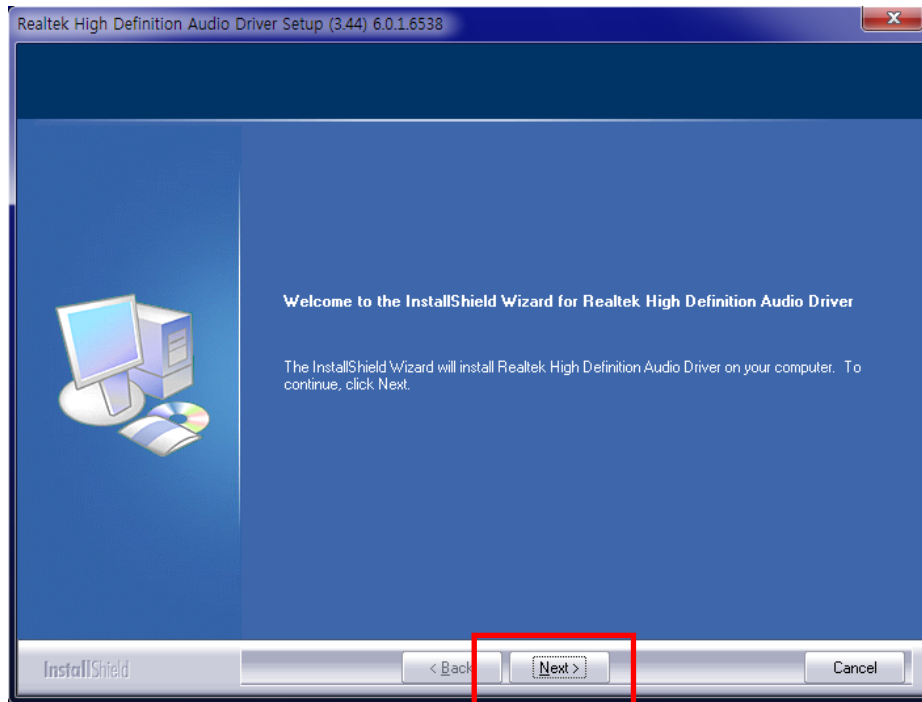 Realtek High Definition Audio Driver Setup (3.44) 6.0.1.6538
Welcome to the InstallShield Wizard for Realtek High Definition Audio Driver
The InstallShield Wizard will install Realtek High Definition Audio Driver on your computer. To
continue, click Next.
InstallShield
< Back
Next >
Cancel